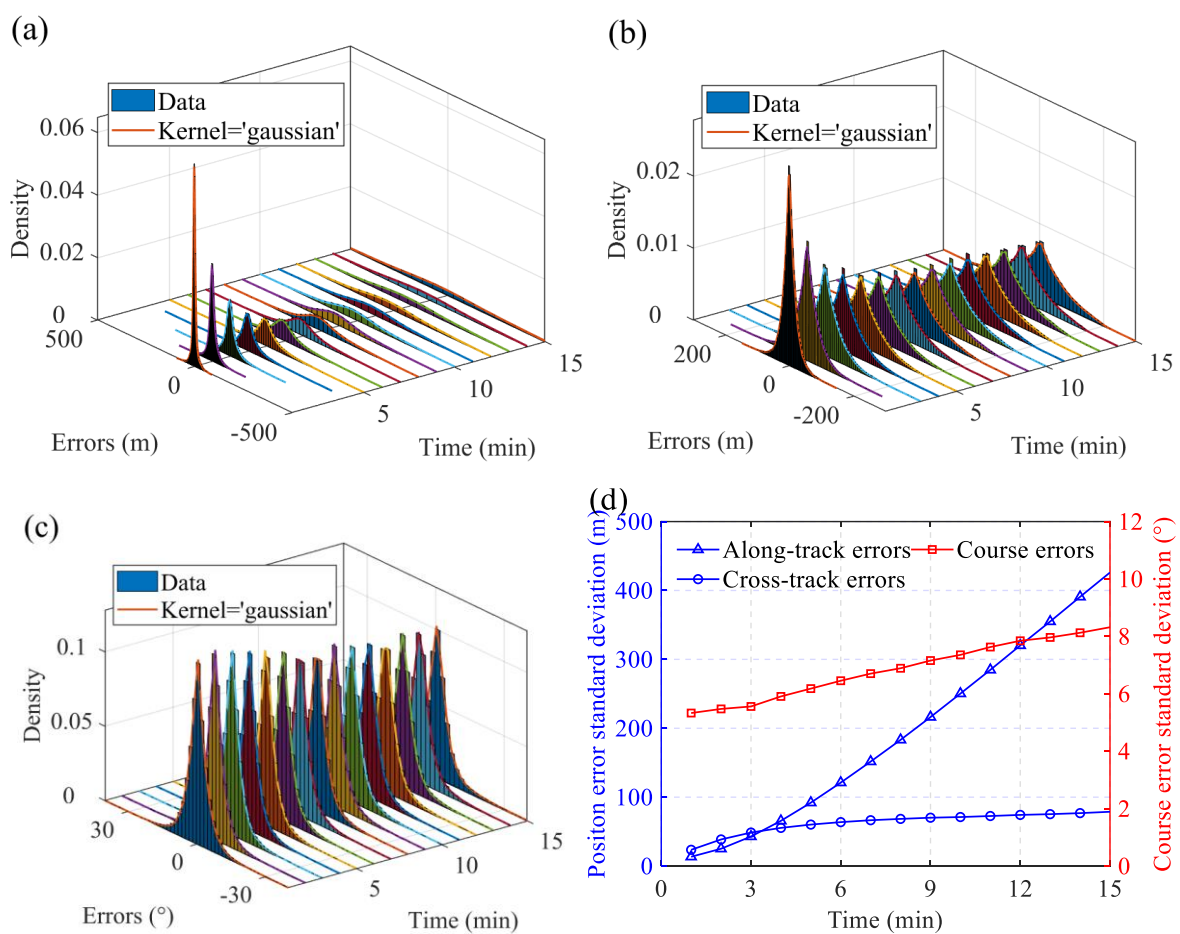 (a)
Data
Kernel='gaussian'
0.06
0.04
0.02
0
Density
500
0
-500
Errors (m)
5
10
15
Time (min)
(b)
Data
Kernel='gaussian'
0.02
0.01
0
Density
200
0
-200
Errors (m)
5
10
15
Time (min)
(c)
Data
Kernel='gaussian'
0.1
0.05
0
Density
30
0
-30
Errors (°)
5
10
15
Time (min)
(d)
Along-track errors
Course errors
Cross-track errors
500
400
300
200
100
0
Positon error standard deviation (m)
12
10
8
6
4
2
0
Course error standard deviation (°)
0
3
6
9
12
15
Time (min)